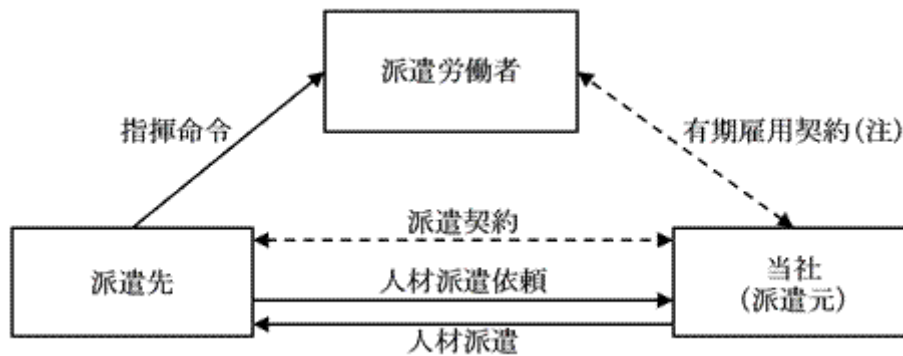 派遣労働者
指揮命令
有期雇用契約(注)
派遣契約
派遣先
人材派遣依頼
当社
(派遣元)
人材派遣